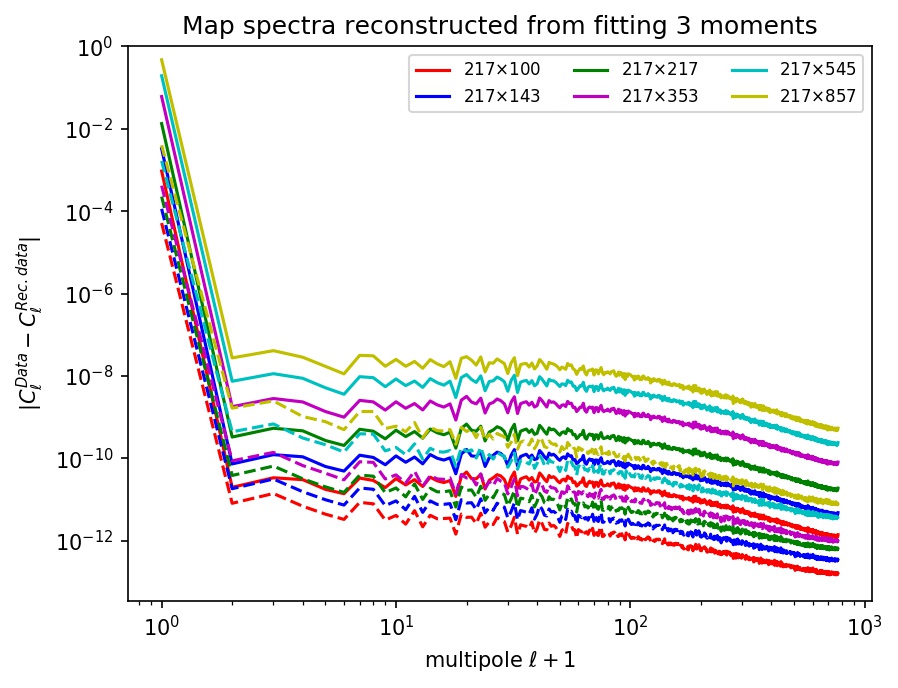 Map spectra reconstructed from fitting 3 moments
217×100 217×217 217×545
217×143 217×353 217×857
|C_ℓ^{Data} − C_ℓ^{Rec. data}|
10^0
10^{−2}
10^{−4}
10^{−6}
10^{−8}
10^{−10}
10^{−12}
10^0 10^1 10^2 10^3
multipole ℓ + 1